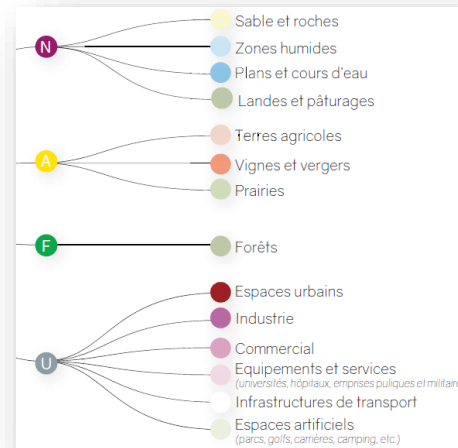 N
Sable et roches
Zones humides
Plans et cours d'eau
Landes et pâturages
A
Terres agricoles
Vignes et vergers
Prairies
F
Forêts
U
Espaces urbains
Industrie
Commercial
Equipements et services
(universités, hôpitaux, emprises puliques et militaire
Infrastructures de transport
Espaces artificiels
(parcs, golfs, carrières, camping, etc.)